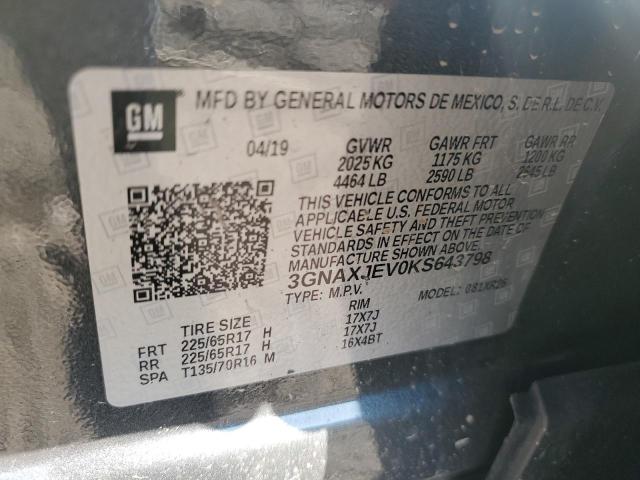 GM
MFD BY GENERAL MOTORS DE MEXICO, S. DE R.L. DE C.V.
04/19 GVWR GAWR FRT GAWR RR
2025 KG 1175 KG 1200 KG
4464 LB 2590 LB 2645 LB
THIS VEHICLE CONFORMS TO ALL
APPLICABLE U.S. FEDERAL MOTOR
VEHICLE SAFETY AND THEFT PREVENTION
STANDARDS IN EFFECT ON THE DATE OF
MANUFACTURE SHOWN ABOVE.
3GNAXJEV0KS643798
TYPE: M.P.V. MODEL: 081XR26
TIRE SIZE RIM
FRT 225/65R17 H 17X7J
RR 225/65R17 H 17X7J
SPA T135/70R16 M 16X4BT